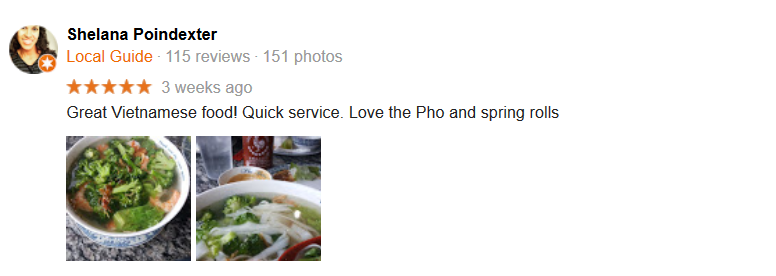 Shelana Poindexter
Local Guide · 115 reviews · 151 photos
3 weeks ago
Great Vietnamese food! Quick service. Love the Pho and spring rolls